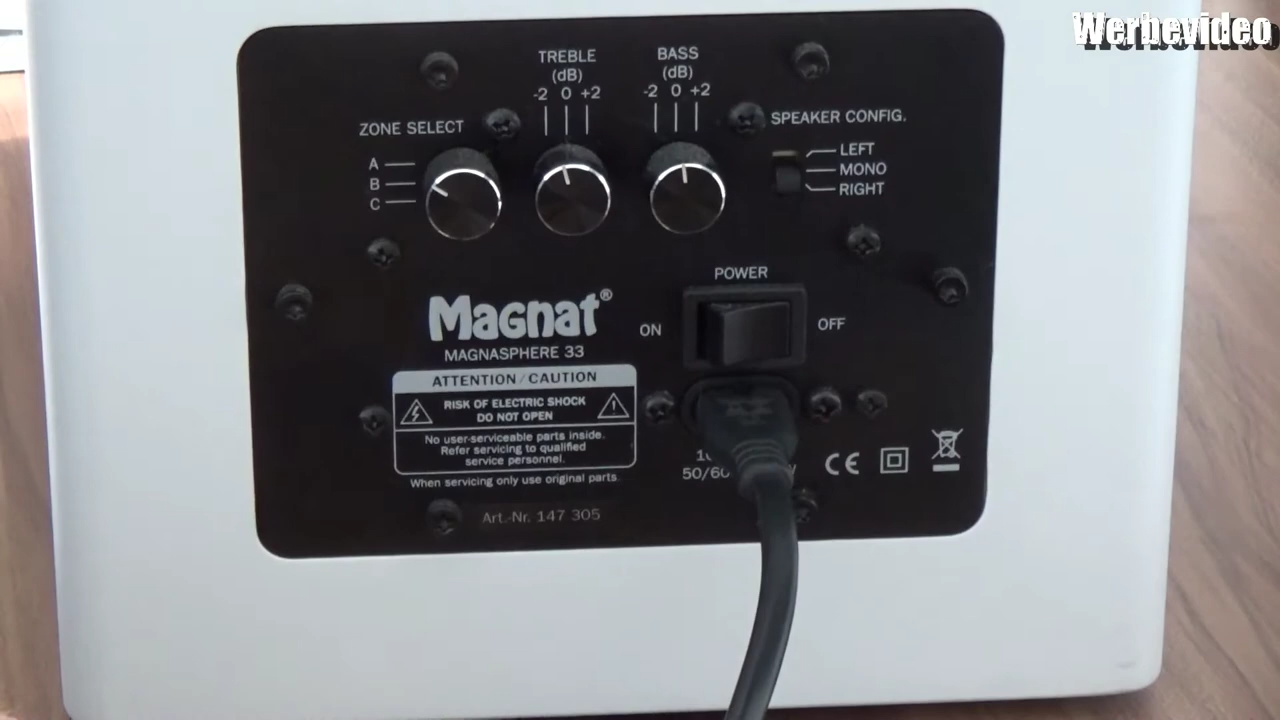 Werbevideo
TREBLE
(dB)
-2 0 +2
BASS
(dB)
-2 0 +2
ZONE SELECT
A
B
C
SPEAKER CONFIG.
LEFT
MONO
RIGHT
POWER
ON
OFF
Magnat®
MAGNASPHERE 33
ATTENTION / CAUTION
RISK OF ELECTRIC SHOCK
DO NOT OPEN
No user-serviceable parts inside.
Refer servicing to qualified
service personnel.
When servicing only use original parts.
50/60
CE
Art.-Nr. 147 305